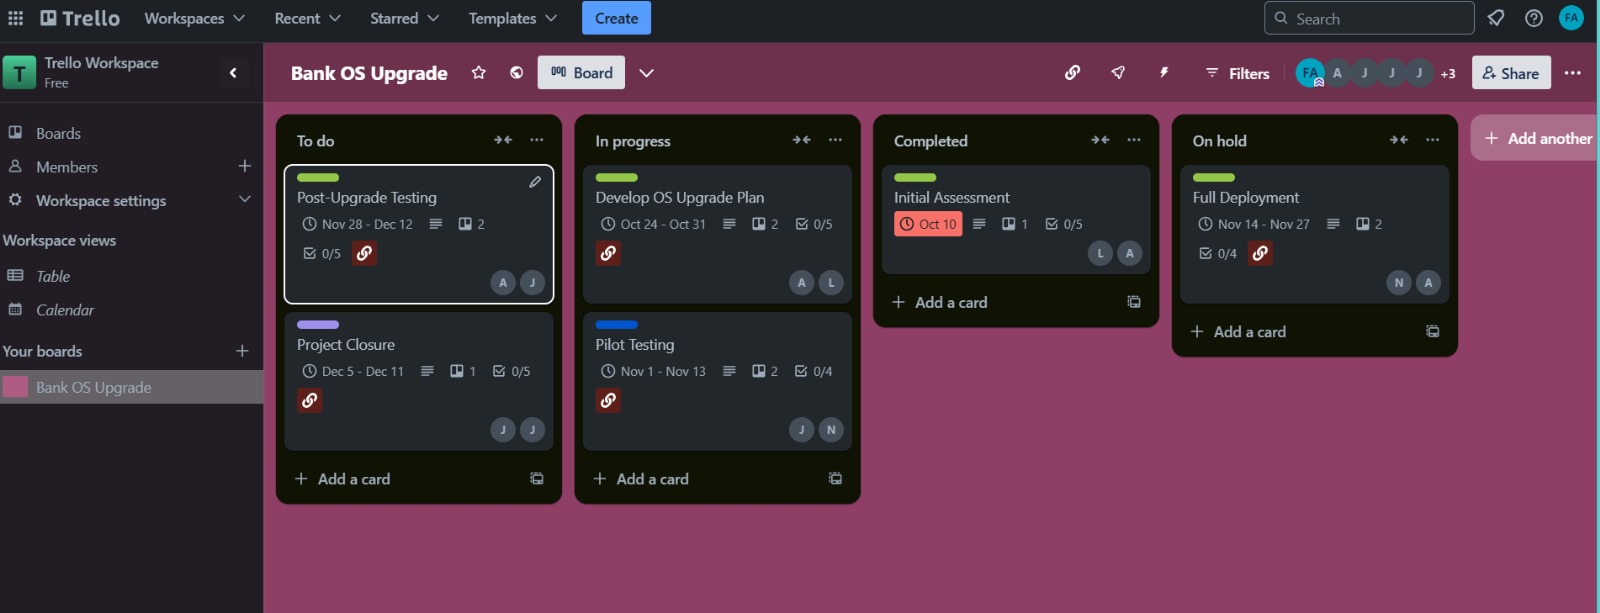 Trello Workspaces Recent Starred Templates Create Search FA
T Trello Workspace
Free
Boards
Members
Workspace settings
Workspace views
Table
Calendar
Your boards
Bank OS Upgrade
Bank OS Upgrade Board Filters FA A J J J +3 Share
To do
Post-Upgrade Testing
Nov 28 - Dec 12 2
0/5
A J
Project Closure
Dec 5 - Dec 11 1 0/5
J J
Add a card
In progress
Develop OS Upgrade Plan
Oct 24 - Oct 31 2 0/5
A L
Pilot Testing
Nov 1 - Nov 13 2 0/4
J N
Add a card
Completed
Initial Assessment
Oct 10 1 0/5
L A
Add a card
On hold
Full Deployment
Nov 14 - Nov 27 2
0/4
N A
Add a card
Add another